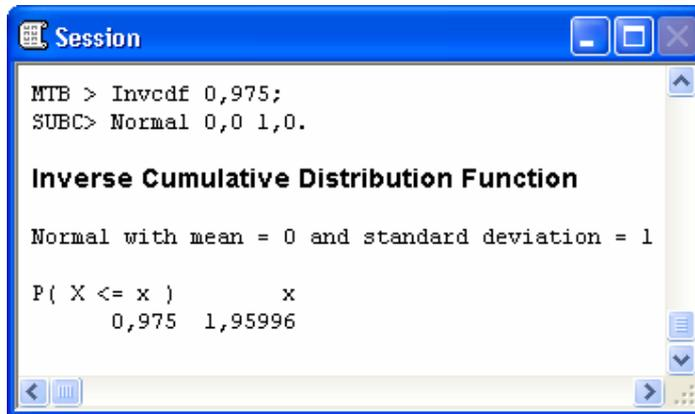 Session
MTB > Invcdf 0,975;
SUBC> Normal 0,0 1,0.
Inverse Cumulative Distribution Function
Normal with mean = 0 and standard deviation = 1
P( X <= x ) x
0,975 1,95996